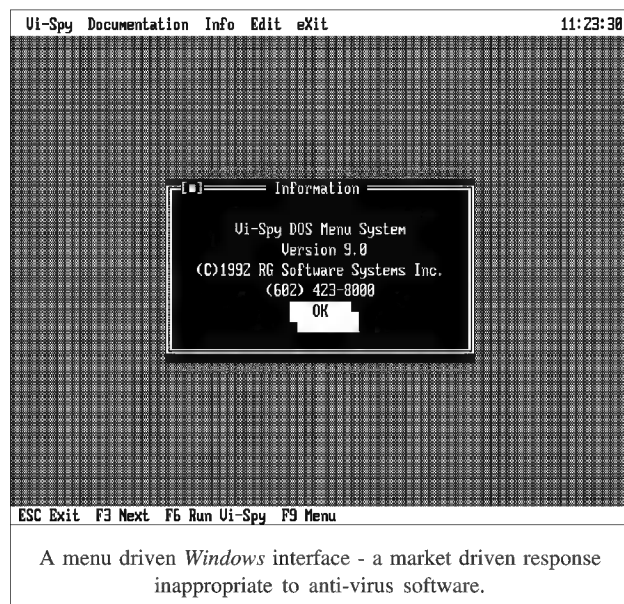 Vi-Spy Documentation Info Edit eXit 11:23:30
Information
Vi-Spy DOS Menu System
Version 9.0
(C)1992 RG Software Systems Inc.
(602) 423-8000
OK
ESC Exit F3 Next F6 Run Vi-Spy F9 Menu
A menu driven Windows interface - a market driven response
inappropriate to anti-virus software.